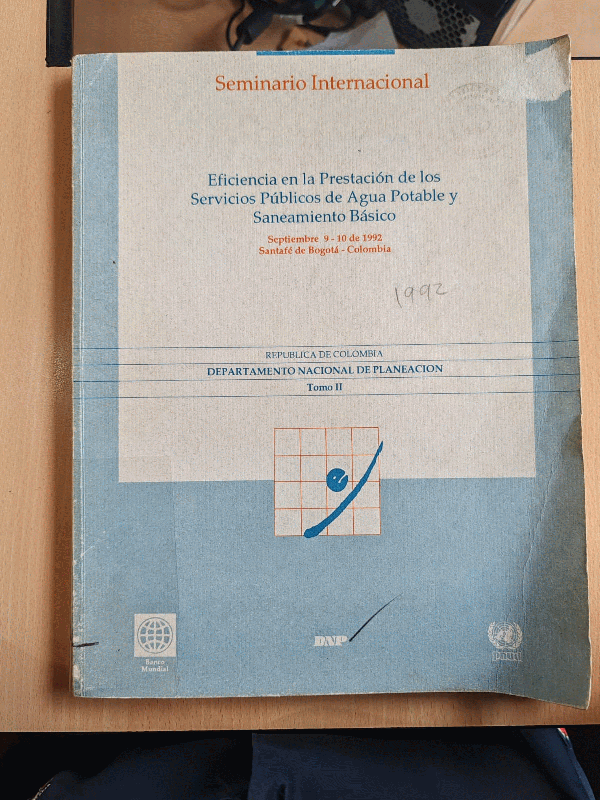 Seminario Internacional
Eficiencia en la Prestación de los
Servicios Públicos de Agua Potable y
Saneamiento Básico
Septiembre 9 - 10 de 1992
Santafé de Bogotá - Colombia
1992
REPUBLICA DE COLOMBIA
DEPARTAMENTO NACIONAL DE PLANEACION
Tomo II
e
Banco
Mundial
DNP